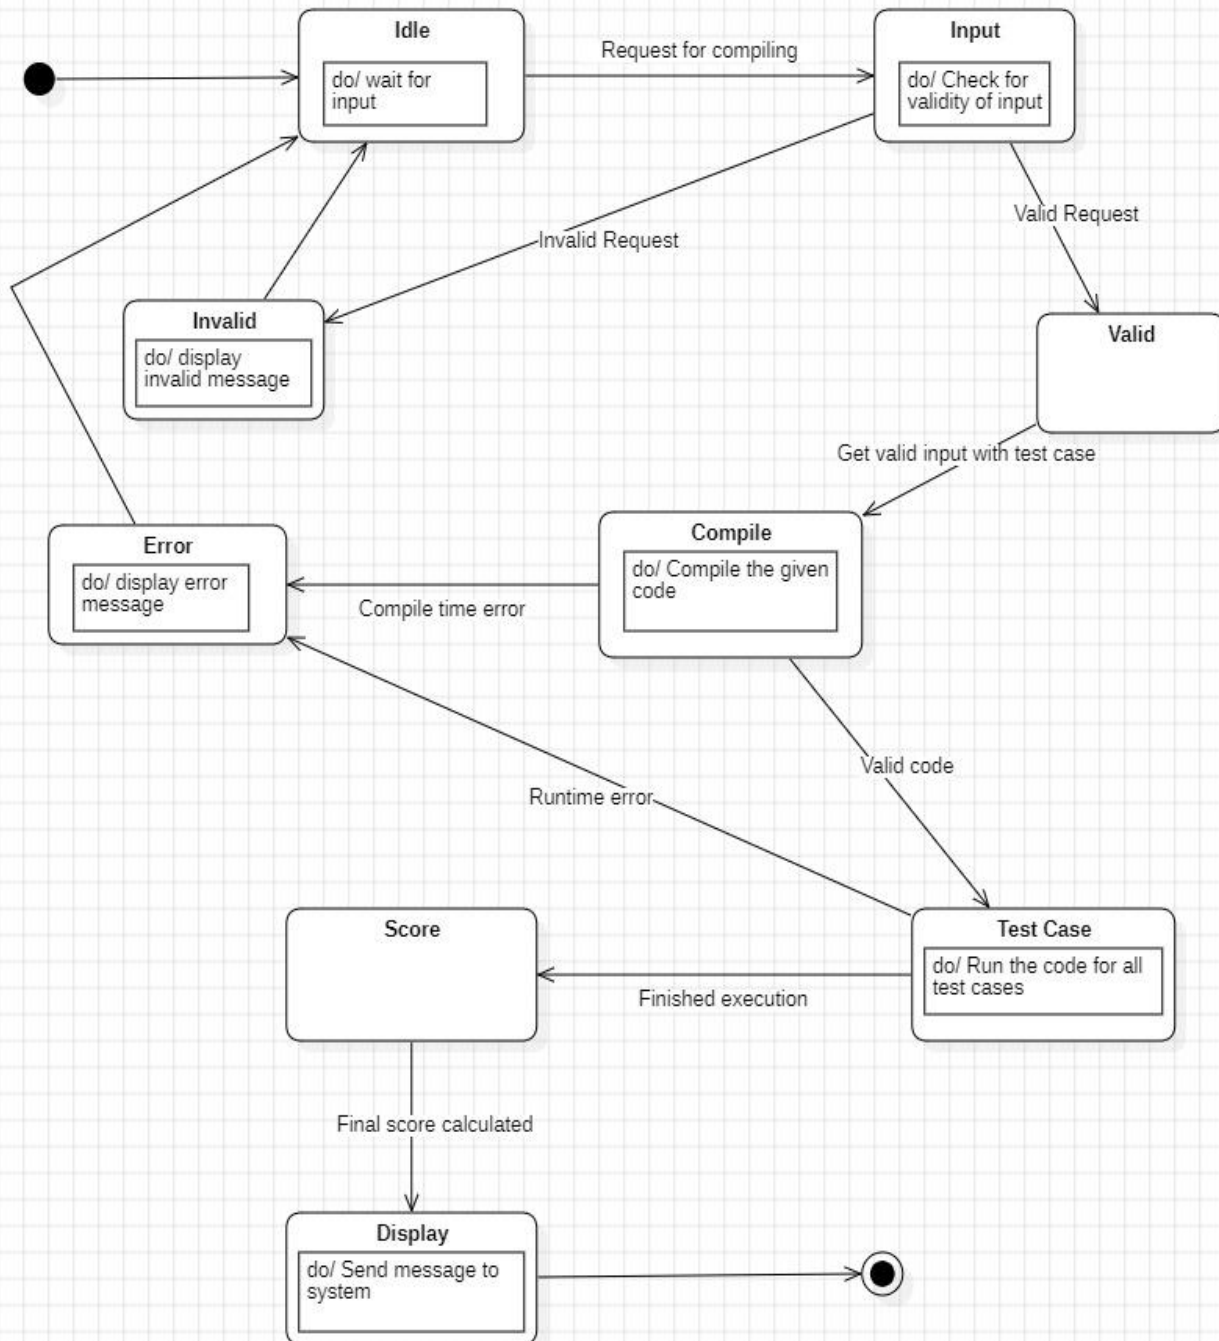 Idle
do/ wait for
input
Request for compiling
Input
do/ Check for
validity of input
Valid Request
Invalid Request
Invalid
do/ display
invalid message
Valid
Get valid input with test case
Error
do/ display error
message
Compile time error
Compile
do/ Compile the given
code
Valid code
Runtime error
Score
Finished execution
Test Case
do/ Run the code for all
test cases
Final score calculated
Display
do/ Send message to
system